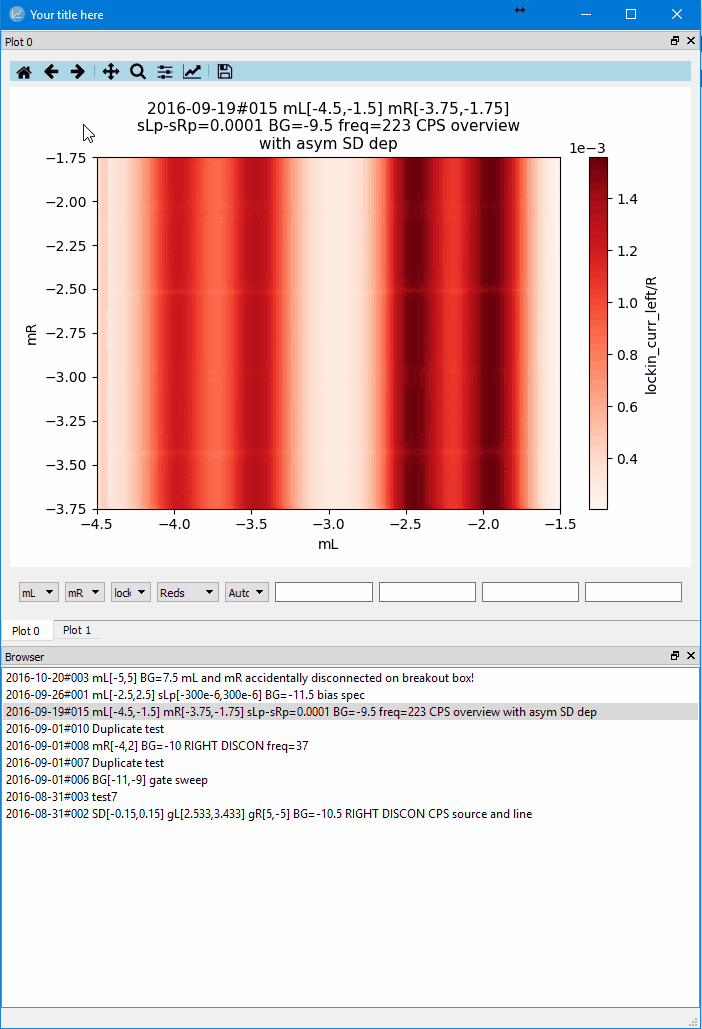 Your title here
Plot 0
2016-09-19#015 mL[-4.5,-1.5] mR[-3.75,-1.75]
sLp-sRp=0.0001 BG=-9.5 freq=223 CPS overview
with asym SD dep
1e−3
−1.75
−2.00
−2.25
−2.50
−2.75
−3.00
−3.25
−3.50
−3.75
mR
−4.5 −4.0 −3.5 −3.0 −2.5 −2.0 −1.5
mL
1.4
1.2
1.0
0.8
0.6
0.4
lockin_curr_left/R
mL mR lock Reds Autc
Plot 0 Plot 1
Browser
2016-10-20#003 mL[-5,5] BG=7.5 mL and mR accidentally disconnected on breakout box!
2016-09-26#001 mL[-2.5,2.5] sLp[-300e-6,300e-6] BG=-11.5 bias spec
2016-09-19#015 mL[-4.5,-1.5] mR[-3.75,-1.75] sLp-sRp=0.0001 BG=-9.5 freq=223 CPS overview with asym SD dep
2016-09-01#010 Duplicate test
2016-09-01#008 mR[-4,2] BG=-10 RIGHT DISCON freq=37
2016-09-01#007 Duplicate test
2016-09-01#006 BG[-11,-9] gate sweep
2016-08-31#003 test7
2016-08-31#002 SD[-0.15,0.15] gL[2.533,3.433] gR[5,-5] BG=-10.5 RIGHT DISCON CPS source and line